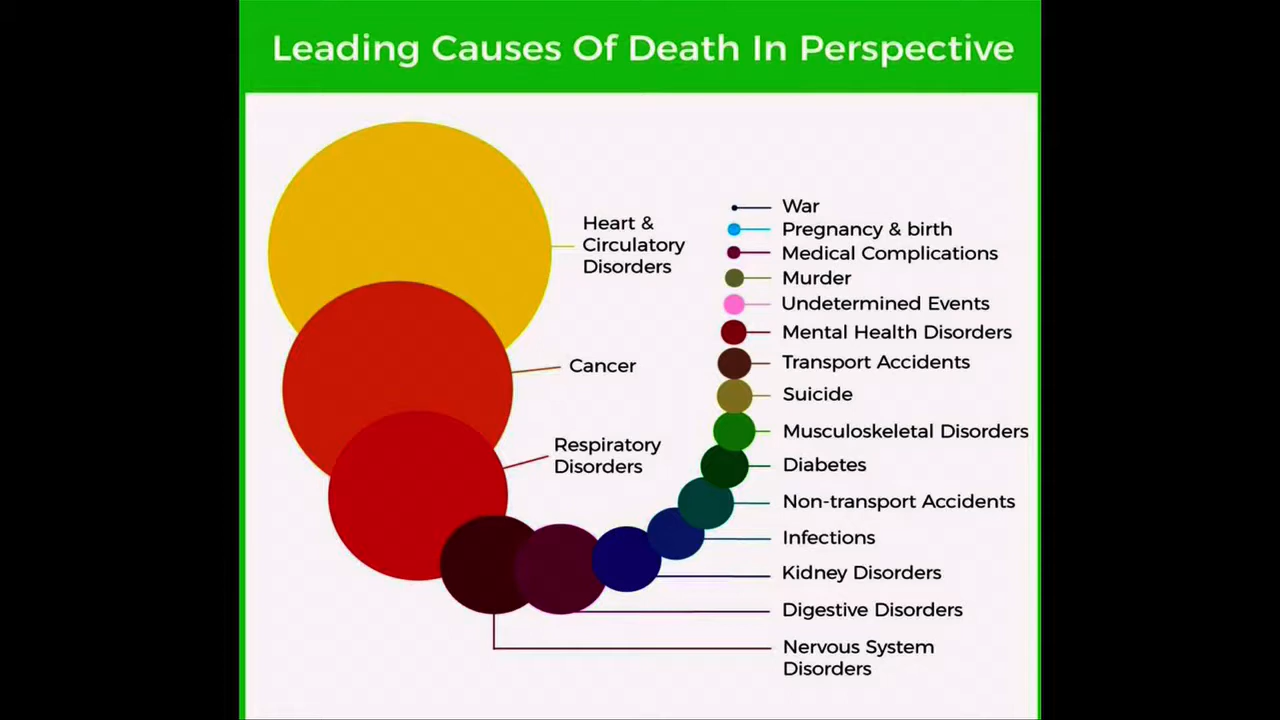 Leading Causes Of Death In Perspective
Heart &
Circulatory
Disorders
Cancer
Respiratory
Disorders
War
Pregnancy & birth
Medical Complications
Murder
Undetermined Events
Mental Health Disorders
Transport Accidents
Suicide
Musculoskeletal Disorders
Diabetes
Non-transport Accidents
Infections
Kidney Disorders
Digestive Disorders
Nervous System
Disorders